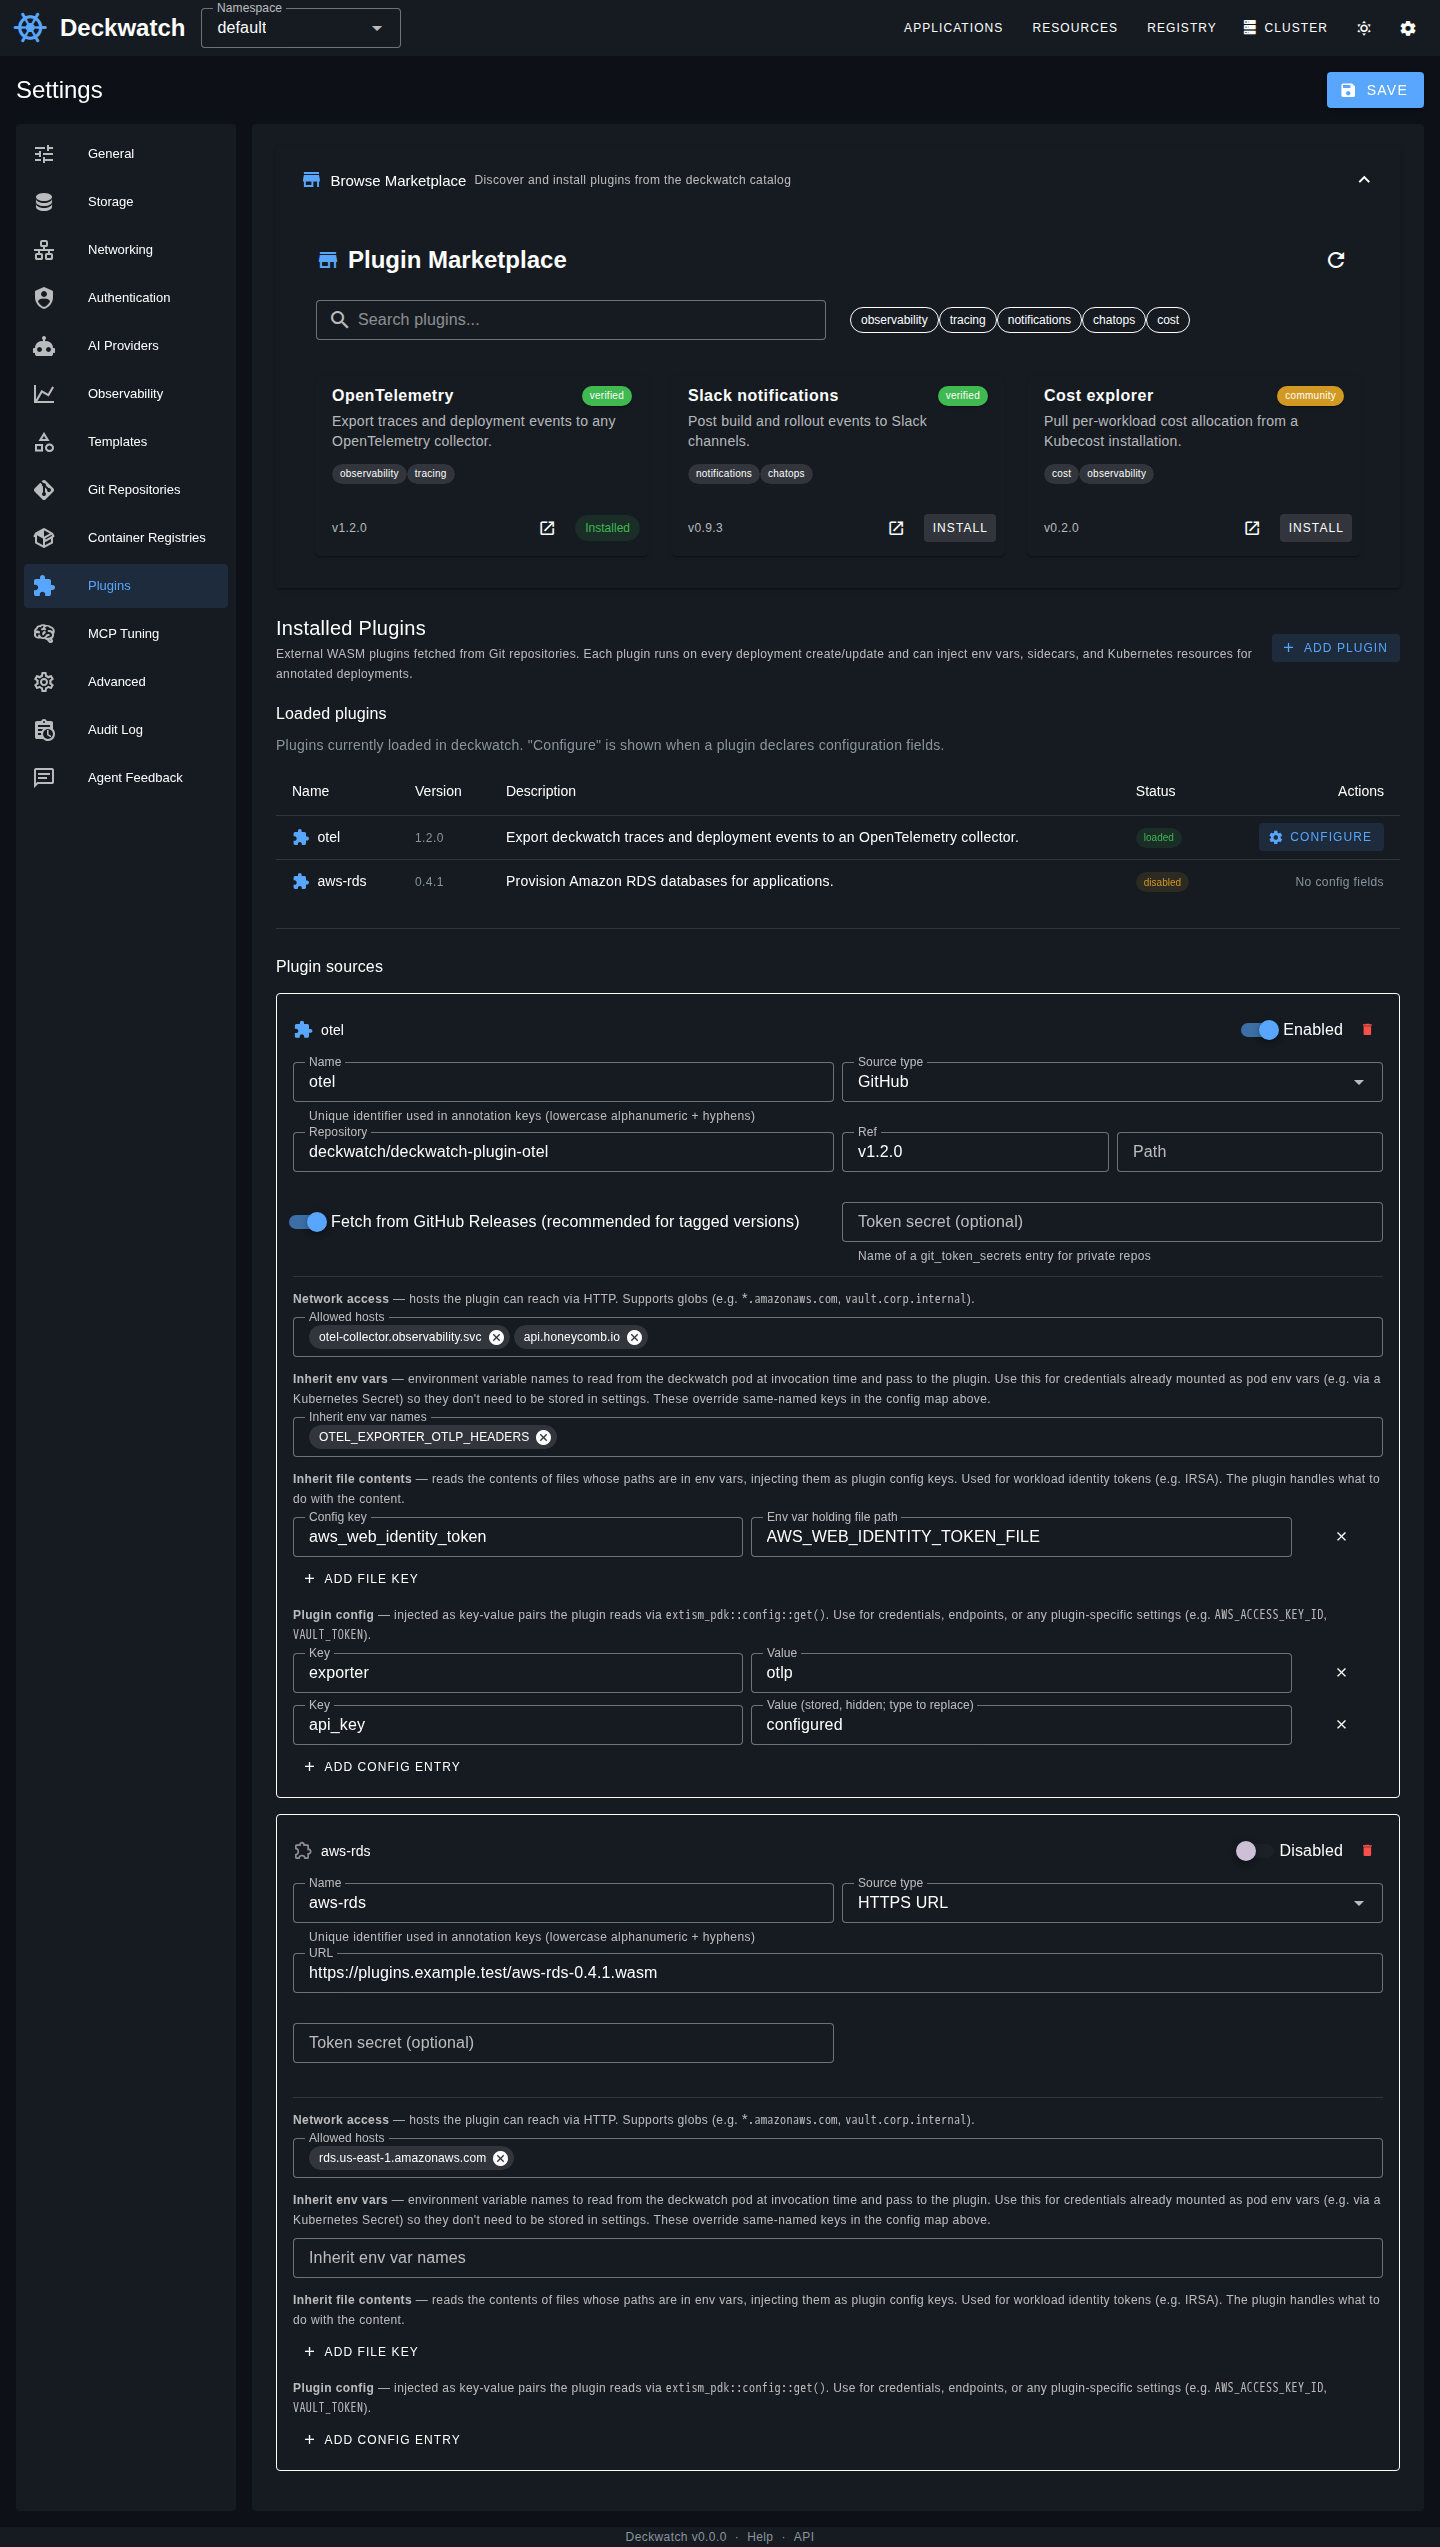 Deckwatch
Namespace
default
APPLICATIONS
RESOURCES
REGISTRY
CLUSTER
Settings
SAVE
General
Storage
Networking
Authentication
AI Providers
Observability
Templates
Git Repositories
Container Registries
Plugins
MCP Tuning
Advanced
Audit Log
Agent Feedback
Browse Marketplace Discover and install plugins from the deckwatch catalog
Plugin Marketplace
Search plugins...
observability
tracing
notifications
chatops
cost
OpenTelemetry
verified
Export traces and deployment events to any
OpenTelemetry collector.
observability
tracing
v1.2.0
Installed
Slack notifications
verified
Post build and rollout events to Slack
channels.
notifications
chatops
v0.9.3
INSTALL
Cost explorer
community
Pull per-workload cost allocation from a
Kubecost installation.
cost
observability
v0.2.0
INSTALL
Installed Plugins
External WASM plugins fetched from Git repositories. Each plugin runs on every deployment create/update and can inject env vars, sidecars, and Kubernetes resources for
annotated deployments.
ADD PLUGIN
Loaded plugins
Plugins currently loaded in deckwatch. "Configure" is shown when a plugin declares configuration fields.
Name Version Description Status Actions
otel 1.2.0 Export deckwatch traces and deployment events to an OpenTelemetry collector. loaded CONFIGURE
aws-rds 0.4.1 Provision Amazon RDS databases for applications. disabled No config fields
Plugin sources
otel
Enabled
Name
otel
Source type
GitHub
Unique identifier used in annotation keys (lowercase alphanumeric + hyphens)
Repository
deckwatch/deckwatch-plugin-otel
Ref
v1.2.0
Path
Fetch from GitHub Releases (recommended for tagged versions)
Token secret (optional)
Name of a git_token_secrets entry for private repos
Network access — hosts the plugin can reach via HTTP. Supports globs (e.g. *.amazonaws.com, vault.corp.internal).
Allowed hosts
otel-collector.observability.svc
api.honeycomb.io
Inherit env vars — environment variable names to read from the deckwatch pod at invocation time and pass to the plugin. Use this for credentials already mounted as pod env vars (e.g. via a
Kubernetes Secret) so they don't need to be stored in settings. These override same-named keys in the config map above.
Inherit env var names
OTEL_EXPORTER_OTLP_HEADERS
Inherit file contents — reads the contents of files whose paths are in env vars, injecting them as plugin config keys. Used for workload identity tokens (e.g. IRSA). The plugin handles what to
do with the content.
Config key
aws_web_identity_token
Env var holding file path
AWS_WEB_IDENTITY_TOKEN_FILE
ADD FILE KEY
Plugin config — injected as key-value pairs the plugin reads via extism_pdk::config::get(). Use for credentials, endpoints, or any plugin-specific settings (e.g. AWS_ACCESS_KEY_ID,
VAULT_TOKEN).
Key
exporter
Value
otlp
Key
api_key
Value (stored, hidden; type to replace)
configured
ADD CONFIG ENTRY
aws-rds
Disabled
Name
aws-rds
Source type
HTTPS URL
Unique identifier used in annotation keys (lowercase alphanumeric + hyphens)
URL
https://plugins.example.test/aws-rds-0.4.1.wasm
Token secret (optional)
Network access — hosts the plugin can reach via HTTP. Supports globs (e.g. *.amazonaws.com, vault.corp.internal).
Allowed hosts
rds.us-east-1.amazonaws.com
Inherit env vars — environment variable names to read from the deckwatch pod at invocation time and pass to the plugin. Use this for credentials already mounted as pod env vars (e.g. via a
Kubernetes Secret) so they don't need to be stored in settings. These override same-named keys in the config map above.
Inherit env var names
Inherit file contents — reads the contents of files whose paths are in env vars, injecting them as plugin config keys. Used for workload identity tokens (e.g. IRSA). The plugin handles what to
do with the content.
ADD FILE KEY
Plugin config — injected as key-value pairs the plugin reads via extism_pdk::config::get(). Use for credentials, endpoints, or any plugin-specific settings (e.g. AWS_ACCESS_KEY_ID,
VAULT_TOKEN).
ADD CONFIG ENTRY
Deckwatch v0.0.0 · Help · API